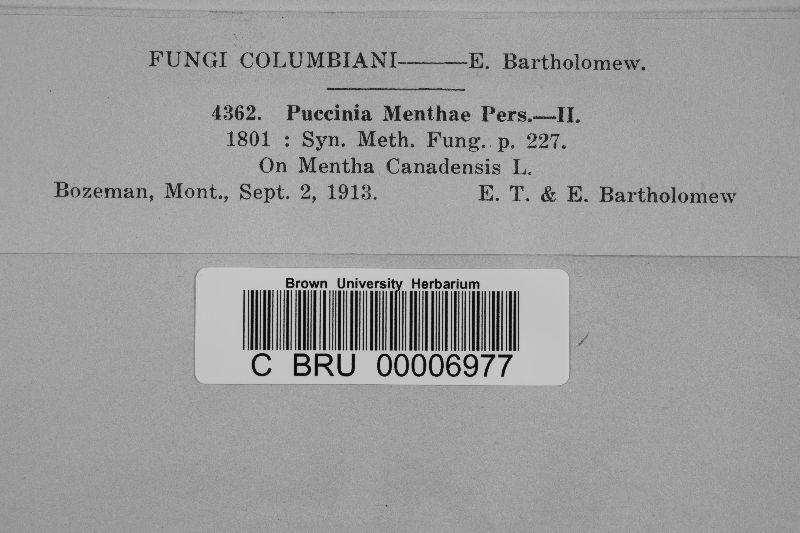 FUNGI COLUMBIANI——E. Bartholomew.
4362. Puccinia Menthae Pers.—II.
1801 : Syn. Meth. Fung. p. 227.
On Mentha Canadensis L.
Bozeman, Mont., Sept. 2, 1913. E. T. & E. Bartholomew
Brown University Herbarium
C BRU 00006977